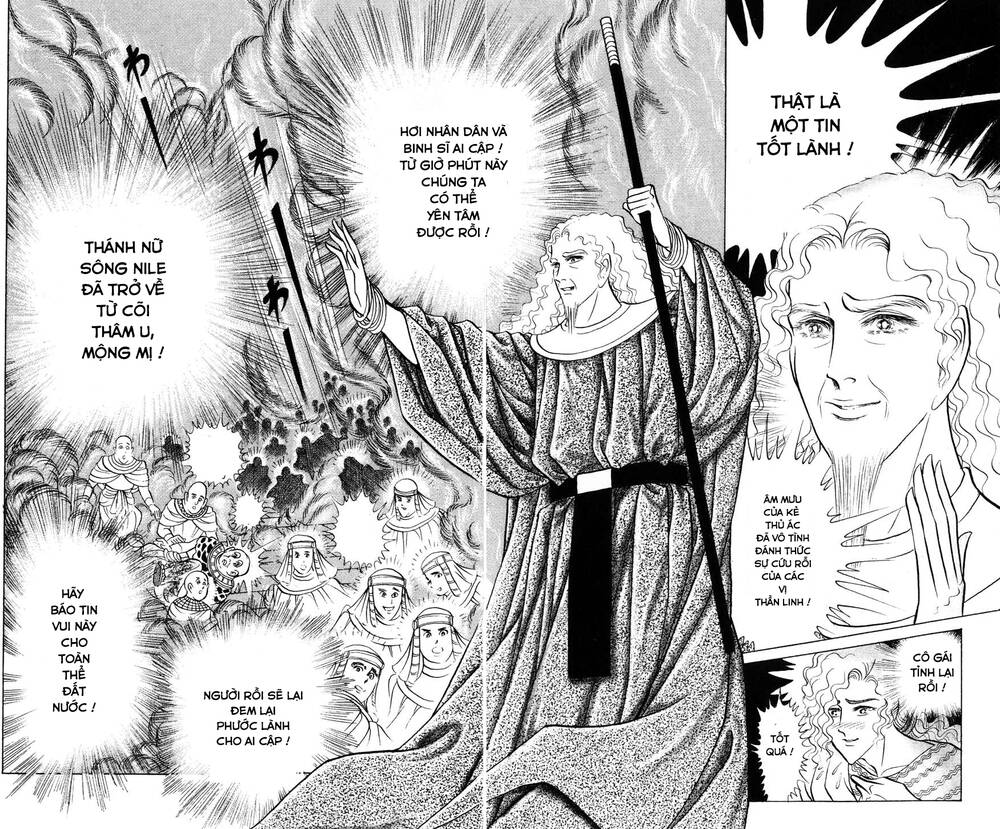 THẬT LÀ
MỘT TIN
TỐT LÀNH !
ÂM MƯU
CỦA KẺ
THÙ ÁC
ĐÃ VÔ TÌNH
ĐÁNH THỨC
SỰ CỨU RỖI
CỦA CÁC
VỊ
THẦN LINH !
CÔ GÁI
TỈNH LẠI
RỒI !
TỐT
QUÁ !
HƠI NHÂN DÂN VÀ
BINH SĨ AI CẬP !
TỪ GIỜ PHÚT NÀY
CHÚNG TA
CÓ THỂ
YÊN TÂM
ĐƯỢC RỒI !
わ
わ
わ
THÁNH NỮ
SÔNG NILE
ĐÃ TRỞ VỀ
TỪ CÕI
THÂM U,
MỘNG MỊ !
NGƯỜI RỒI SẼ LẠI
ĐEM LẠI
PHƯỚC LÀNH
CHO AI CẬP !
HÃY
BÁO TIN
VUI NÀY
CHO
TOÀN
THỂ
ĐẤT
NƯỚC !